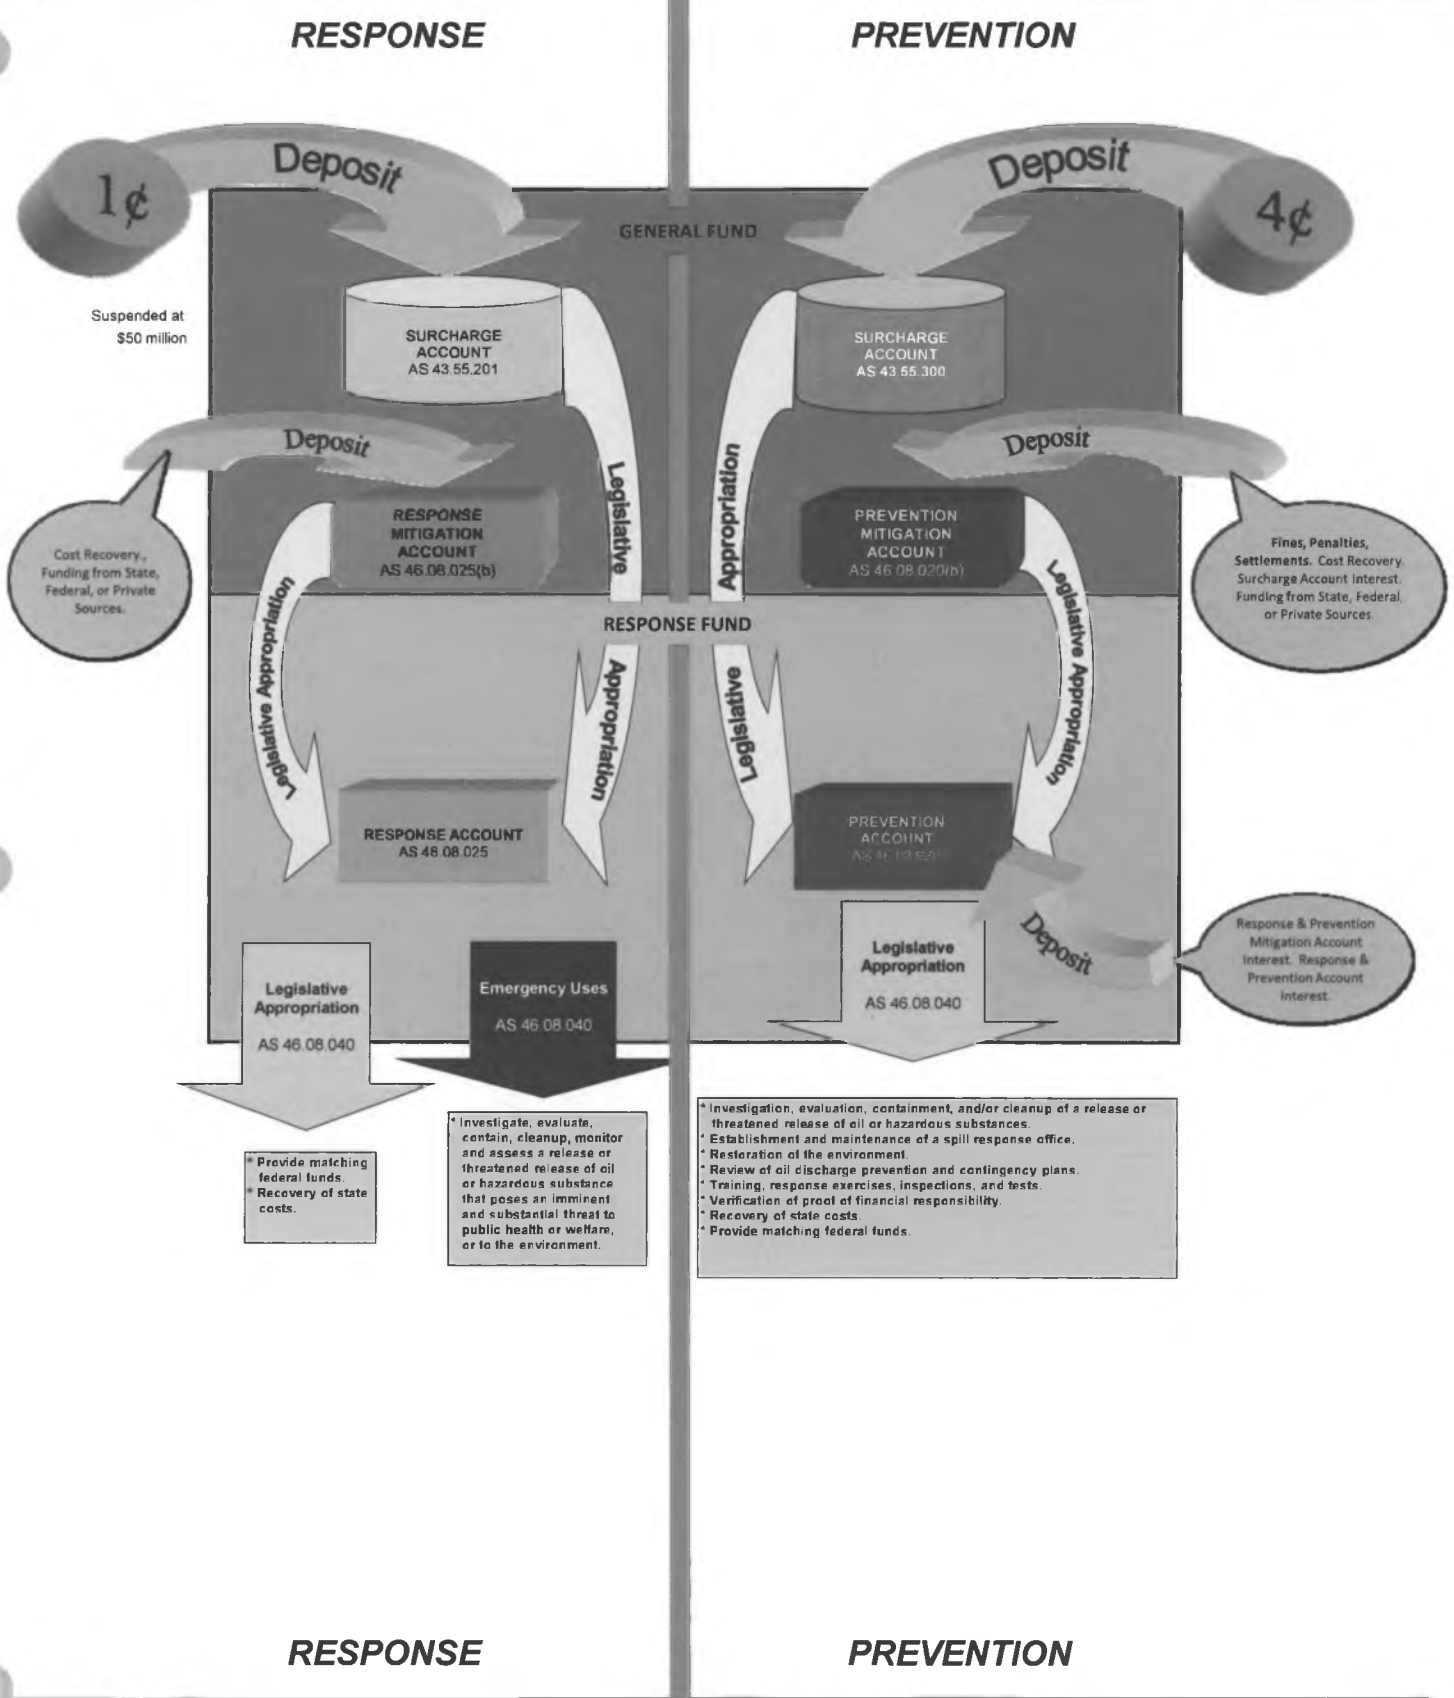 RESPONSE
PREVENTION
1¢
Deposit
Deposit
4¢
GENERAL FUND
Suspended at
$50 million
SURCHARGE
ACCOUNT
AS 43.55.201
SURCHARGE
ACCOUNT
AS 43.55.300
Deposit
Deposit
Legislative
Appropriation
Appropriation
Legislative
Cost Recovery.,
Funding from State,
Federal, or Private
Sources.
RESPONSE
MITIGATION
ACCOUNT
AS 46.08.025(b)
PREVENTION
MITIGATION
ACCOUNT
AS 46.08.020(b)
Fines, Penalties,
Settlements. Cost Recovery.
Surcharge Account Interest.
Funding from State, Federal,
or Private Sources
Legislative Appropriation
Legislative Appropriation
RESPONSE FUND
RESPONSE ACCOUNT
AS 46.08.025
PREVENTION
ACCOUNT
Deposit
Response & Prevention
Mitigation Account
Interest. Response &
Prevention Account
Interest.
Legislative
Appropriation
AS 46.08.040
Emergency Uses
AS 46.08.040
Legislative
Appropriation
AS 46.08.040
* Provide matching
federal funds.
* Recovery of state
costs.
* Investigate, evaluate,
contain, cleanup, monitor
and assess a release or
threatened release of oil
or hazardous substance
that poses an imminent
and substantial threat to
public health or welfare,
or to the environment.
* Investigation, evaluation, containment, and/or cleanup of a release or
threatened release of oil or hazardous substances.
* Establishment and maintenance of a spill response office.
* Restoration of the environment.
* Review of oil discharge prevention and contingency plans.
* Training, response exercises, inspections, and tests.
* Verification of proof of financial responsibility.
* Recovery of state costs.
* Provide matching federal funds.
RESPONSE
PREVENTION